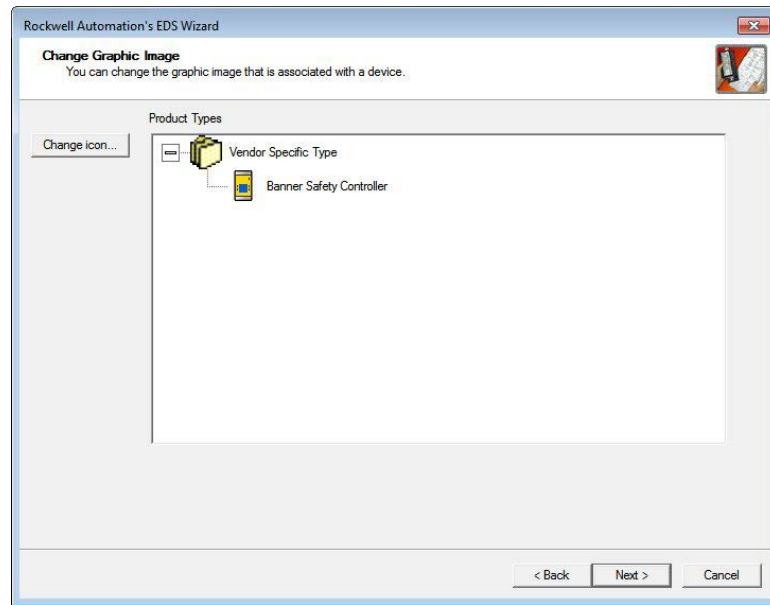 Rockwell Automation's EDS Wizard
Change Graphic Image
You can change the graphic image that is associated with a device.
Product Types
Change icon...
Vendor Specific Type
Banner Safety Controller
< Back
Next >
Cancel